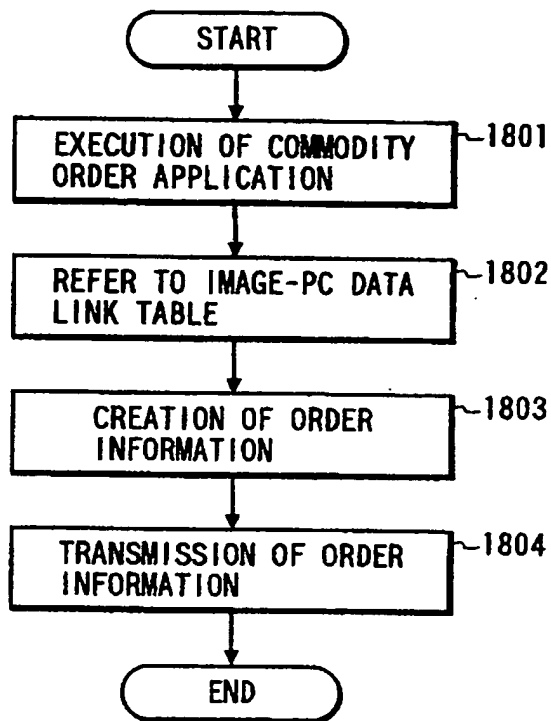 START
EXECUTION OF COMMODITY
ORDER APPLICATION
1801
REFER TO IMAGE-PC DATA
LINK TABLE
1802
CREATION OF ORDER
INFORMATION
1803
TRANSMISSION OF ORDER
INFORMATION
1804
END